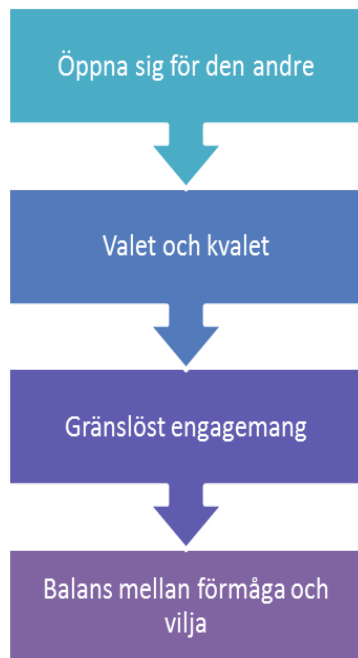 Öppna sig för den andre
Valet och kvalet
Gränslöst engagemang
Balans mellan förmåga och
vilja